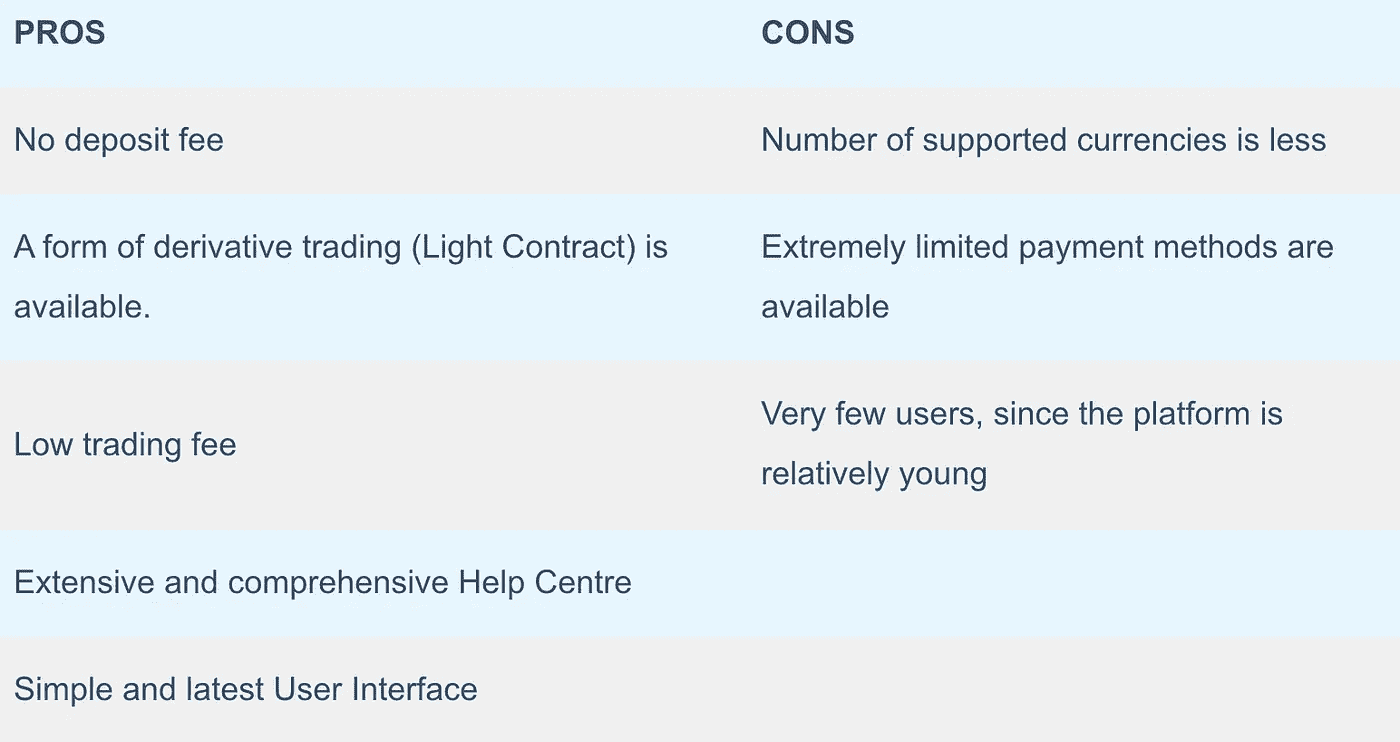 PROS CONS
No deposit fee Number of supported currencies is less
A form of derivative trading (Light Contract) is
available.
Extremely limited payment methods are
available
Low trading fee
Very few users, since the platform is
relatively young
Extensive and comprehensive Help Centre
Simple and latest User Interface